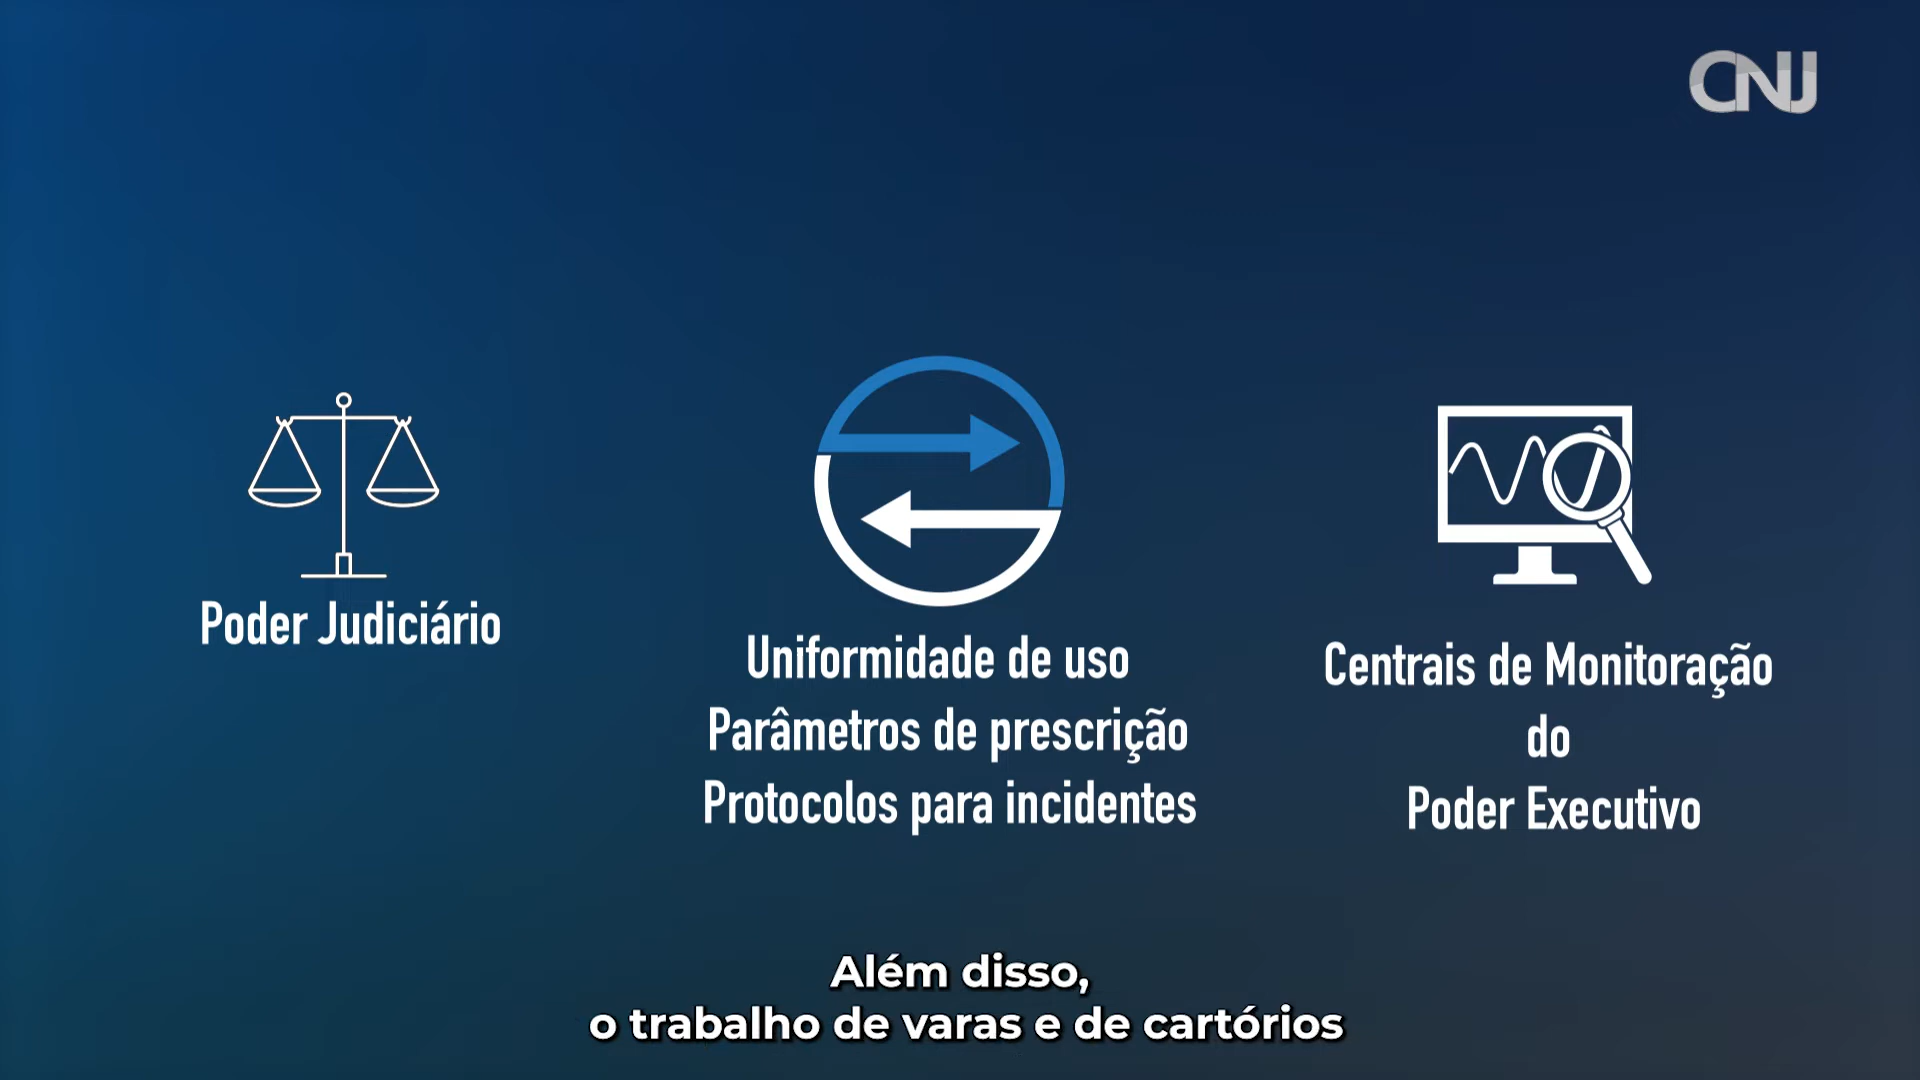 CNJ
Poder Judiciário
Uniformidade de uso
Parâmetros de prescrição
Protocolos para incidentes
Centrais de Monitoração
do
Poder Executivo
Além disso,
o trabalho de varas e de cartórios